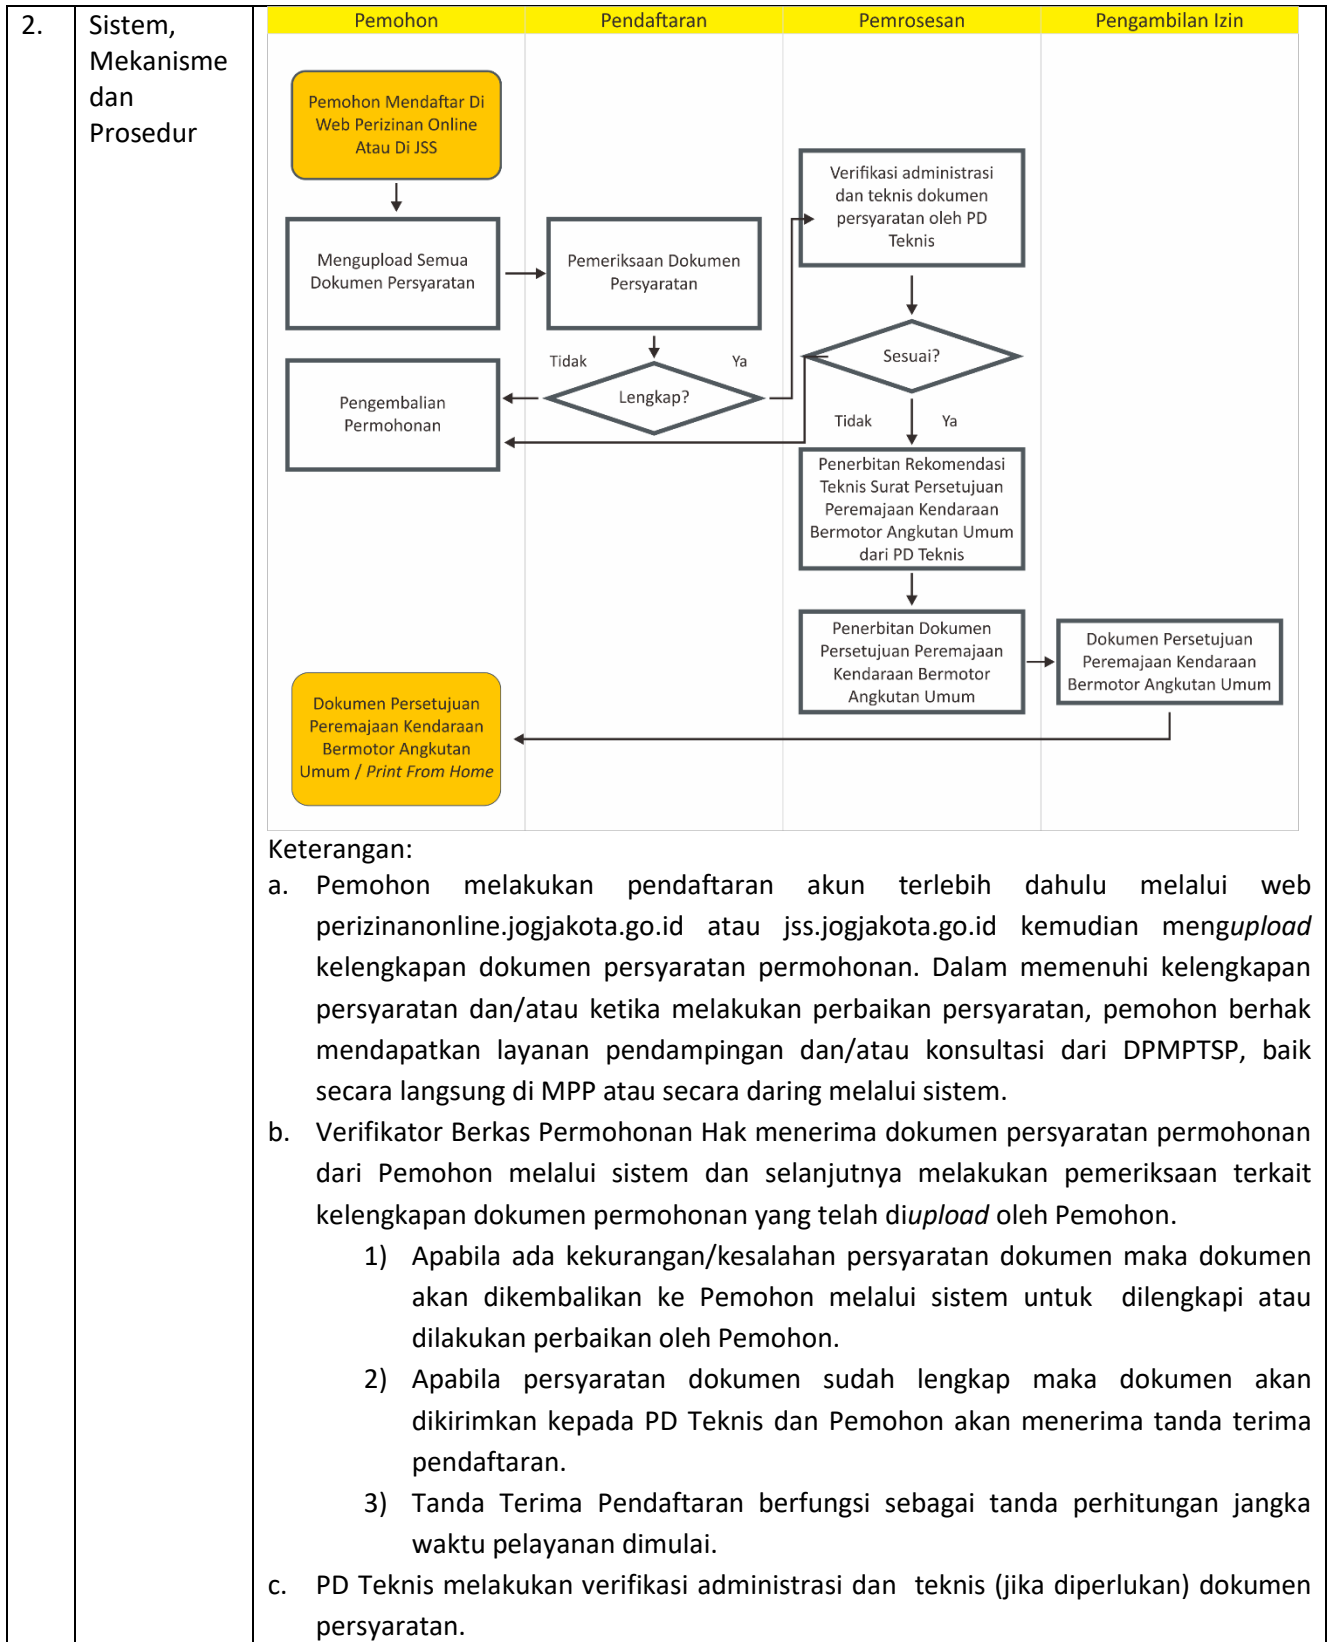 2.
Sistem,
Mekanisme
dan
Prosedur
Pemohon
Pendaftaran
Pemrosesan
Pengambilan Izin
Pemohon Mendaftar Di
Web Perizinan Online
Atau Di JSS
Mengupload Semua
Dokumen Persyaratan
Pemeriksaan Dokumen
Persyaratan
Verifikasi administrasi
dan teknis dokumen
persyaratan oleh PD
Teknis
Tidak
Ya
Lengkap?
Sesuai?
Pengembalian
Permohonan
Tidak
Ya
Penerbitan Rekomendasi
Teknis Surat Persetujuan
Peremajaan Kendaraan
Bermotor Angkutan Umum
dari PD Teknis
Penerbitan Dokumen
Persetujuan Peremajaan
Kendaraan Bermotor
Angkutan Umum
Dokumen Persetujuan
Peremajaan Kendaraan
Bermotor Angkutan Umum
Dokumen Persetujuan
Peremajaan Kendaraan
Bermotor Angkutan
Umum / Print From Home
Keterangan:
a. Pemohon melakukan pendaftaran akun terlebih dahulu melalui web
perizinanonline.jogjakota.go.id atau jss.jogjakota.go.id kemudian mengupload
kelengkapan dokumen persyaratan permohonan. Dalam memenuhi kelengkapan
persyaratan dan/atau ketika melakukan perbaikan persyaratan, pemohon berhak
mendapatkan layanan pendampingan dan/atau konsultasi dari DPMPTSP, baik
secara langsung di MPP atau secara daring melalui sistem.
b. Verifikator Berkas Permohonan Hak menerima dokumen persyaratan permohonan
dari Pemohon melalui sistem dan selanjutnya melakukan pemeriksaan terkait
kelengkapan dokumen permohonan yang telah diupload oleh Pemohon.
1) Apabila ada kekurangan/kesalahan persyaratan dokumen maka dokumen
akan dikembalikan ke Pemohon melalui sistem untuk dilengkapi atau
dilakukan perbaikan oleh Pemohon.
2) Apabila persyaratan dokumen sudah lengkap maka dokumen akan
dikirimkan kepada PD Teknis dan Pemohon akan menerima tanda terima
pendaftaran.
3) Tanda Terima Pendaftaran berfungsi sebagai tanda perhitungan jangka
waktu pelayanan dimulai.
c. PD Teknis melakukan verifikasi administrasi dan teknis (jika diperlukan) dokumen
persyaratan.